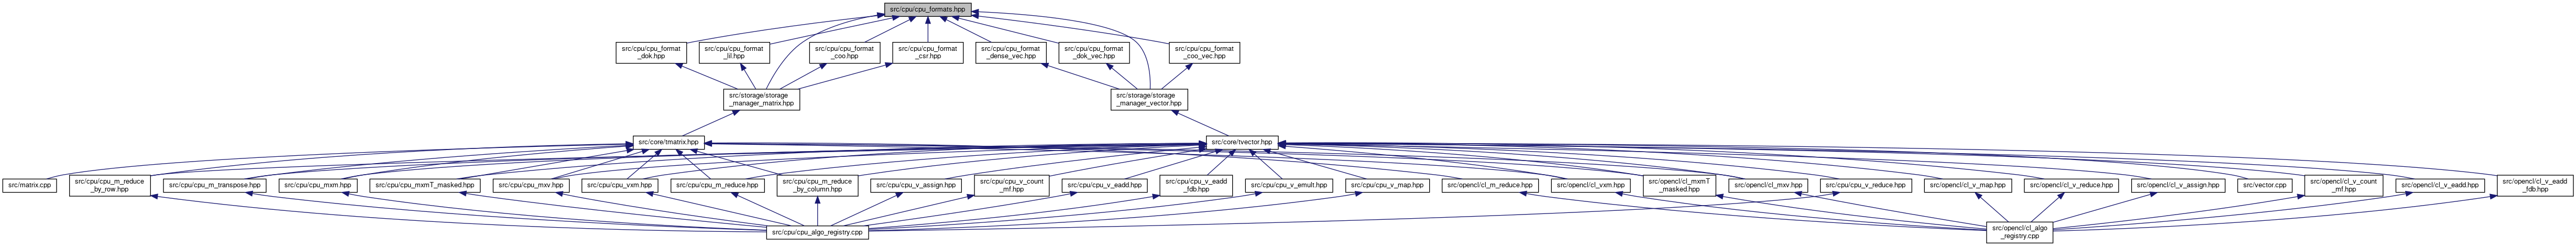 src/cpu/cpu_formats.hpp
src/cpu/cpu_format
_dok.hpp
src/cpu/cpu_format
_lil.hpp
src/cpu/cpu_format
_coo.hpp
src/cpu/cpu_format
_csr.hpp
src/cpu/cpu_format
_dense_vec.hpp
src/cpu/cpu_format
_dok_vec.hpp
src/cpu/cpu_format
_coo_vec.hpp
src/storage/storage
_manager_matrix.hpp
src/storage/storage
_manager_vector.hpp
src/core/tmatrix.hpp
src/core/tvector.hpp
src/matrix.cpp
src/cpu/cpu_m_reduce
_by_row.hpp
src/cpu/cpu_m_transpose.hpp
src/cpu/cpu_mxm.hpp
src/cpu/cpu_mxmT_masked.hpp
src/cpu/cpu_mxv.hpp
src/cpu/cpu_vxm.hpp
src/cpu/cpu_m_reduce.hpp
src/cpu/cpu_m_reduce
_by_column.hpp
src/cpu/cpu_v_assign.hpp
src/cpu/cpu_v_count
_mf.hpp
src/cpu/cpu_v_eadd.hpp
src/cpu/cpu_v_eadd
_fdb.hpp
src/cpu/cpu_v_emult.hpp
src/cpu/cpu_v_map.hpp
src/opencl/cl_m_reduce.hpp
src/opencl/cl_vxm.hpp
src/opencl/cl_mxmT
_masked.hpp
src/opencl/cl_mxv.hpp
src/cpu/cpu_v_reduce.hpp
src/opencl/cl_v_map.hpp
src/opencl/cl_v_reduce.hpp
src/opencl/cl_v_assign.hpp
src/vector.cpp
src/opencl/cl_v_count
_mf.hpp
src/opencl/cl_v_eadd.hpp
src/opencl/cl_v_eadd
_fdb.hpp
src/cpu/cpu_algo_registry.cpp
src/opencl/cl_algo
_registry.cpp